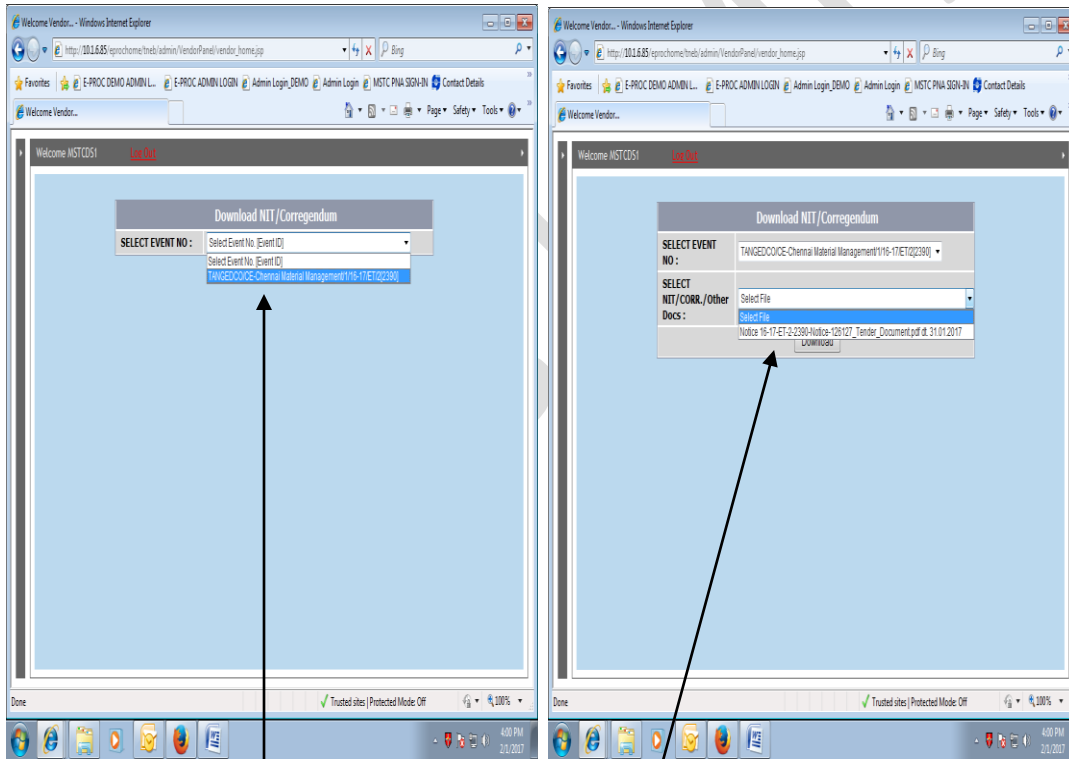 Welcome Vendor... - Windows Internet Explorer
http://10.1.6.85/eprochome/tneb/admin/VendorPanel/vendor_home.jsp
Bing
Favorites E-PROC DEMO ADMIN L... E-PROC ADMIN LOGIN Admin Login_DEMO Admin Login MSTC PNA SIGN-IN Contact Details
Welcome Vendor... Page Safety Tools
Welcome MSTCDS1 Log Out
Download NIT/Corregendum
SELECT EVENT NO : Select Event No. [Event ID]
Select Event No. [Event ID]
TANGEDCO/CE-Chennai Material Management/1/16-17/ET/2[2390]
Done Trusted sites | Protected Mode: Off 100%
4:00 PM
2/1/2017
Welcome Vendor... - Windows Internet Explorer
http://10.1.6.85/eprochome/tneb/admin/VendorPanel/vendor_home.jsp
Bing
Favorites E-PROC DEMO ADMIN L... E-PROC ADMIN LOGIN Admin Login_DEMO Admin Login MSTC PNA SIGN-IN Contact Details
Welcome Vendor... Page Safety Tools
Welcome MSTCDS1 Log Out
Download NIT/Corregendum
SELECT EVENT
NO :
TANGEDCO/CE-Chennai Material Management/1/16-17/ET/2[2390]
SELECT
NIT/CORR./Other
Docs :
Select File
Select File
Notice 16-17-ET-2-2390-Notice-126127_Tender_Document.pdf dt. 31.01.2017
Download
Done Trusted sites | Protected Mode: Off 100%
4:00 PM
2/1/2017